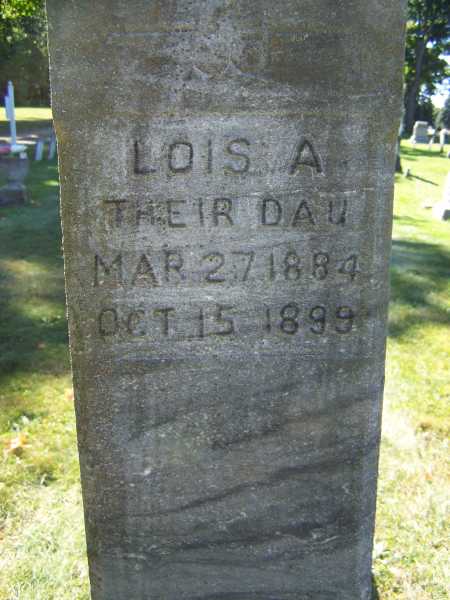 LOIS A
THEIR DAU
MAR 27 1884
OCT 15 1899